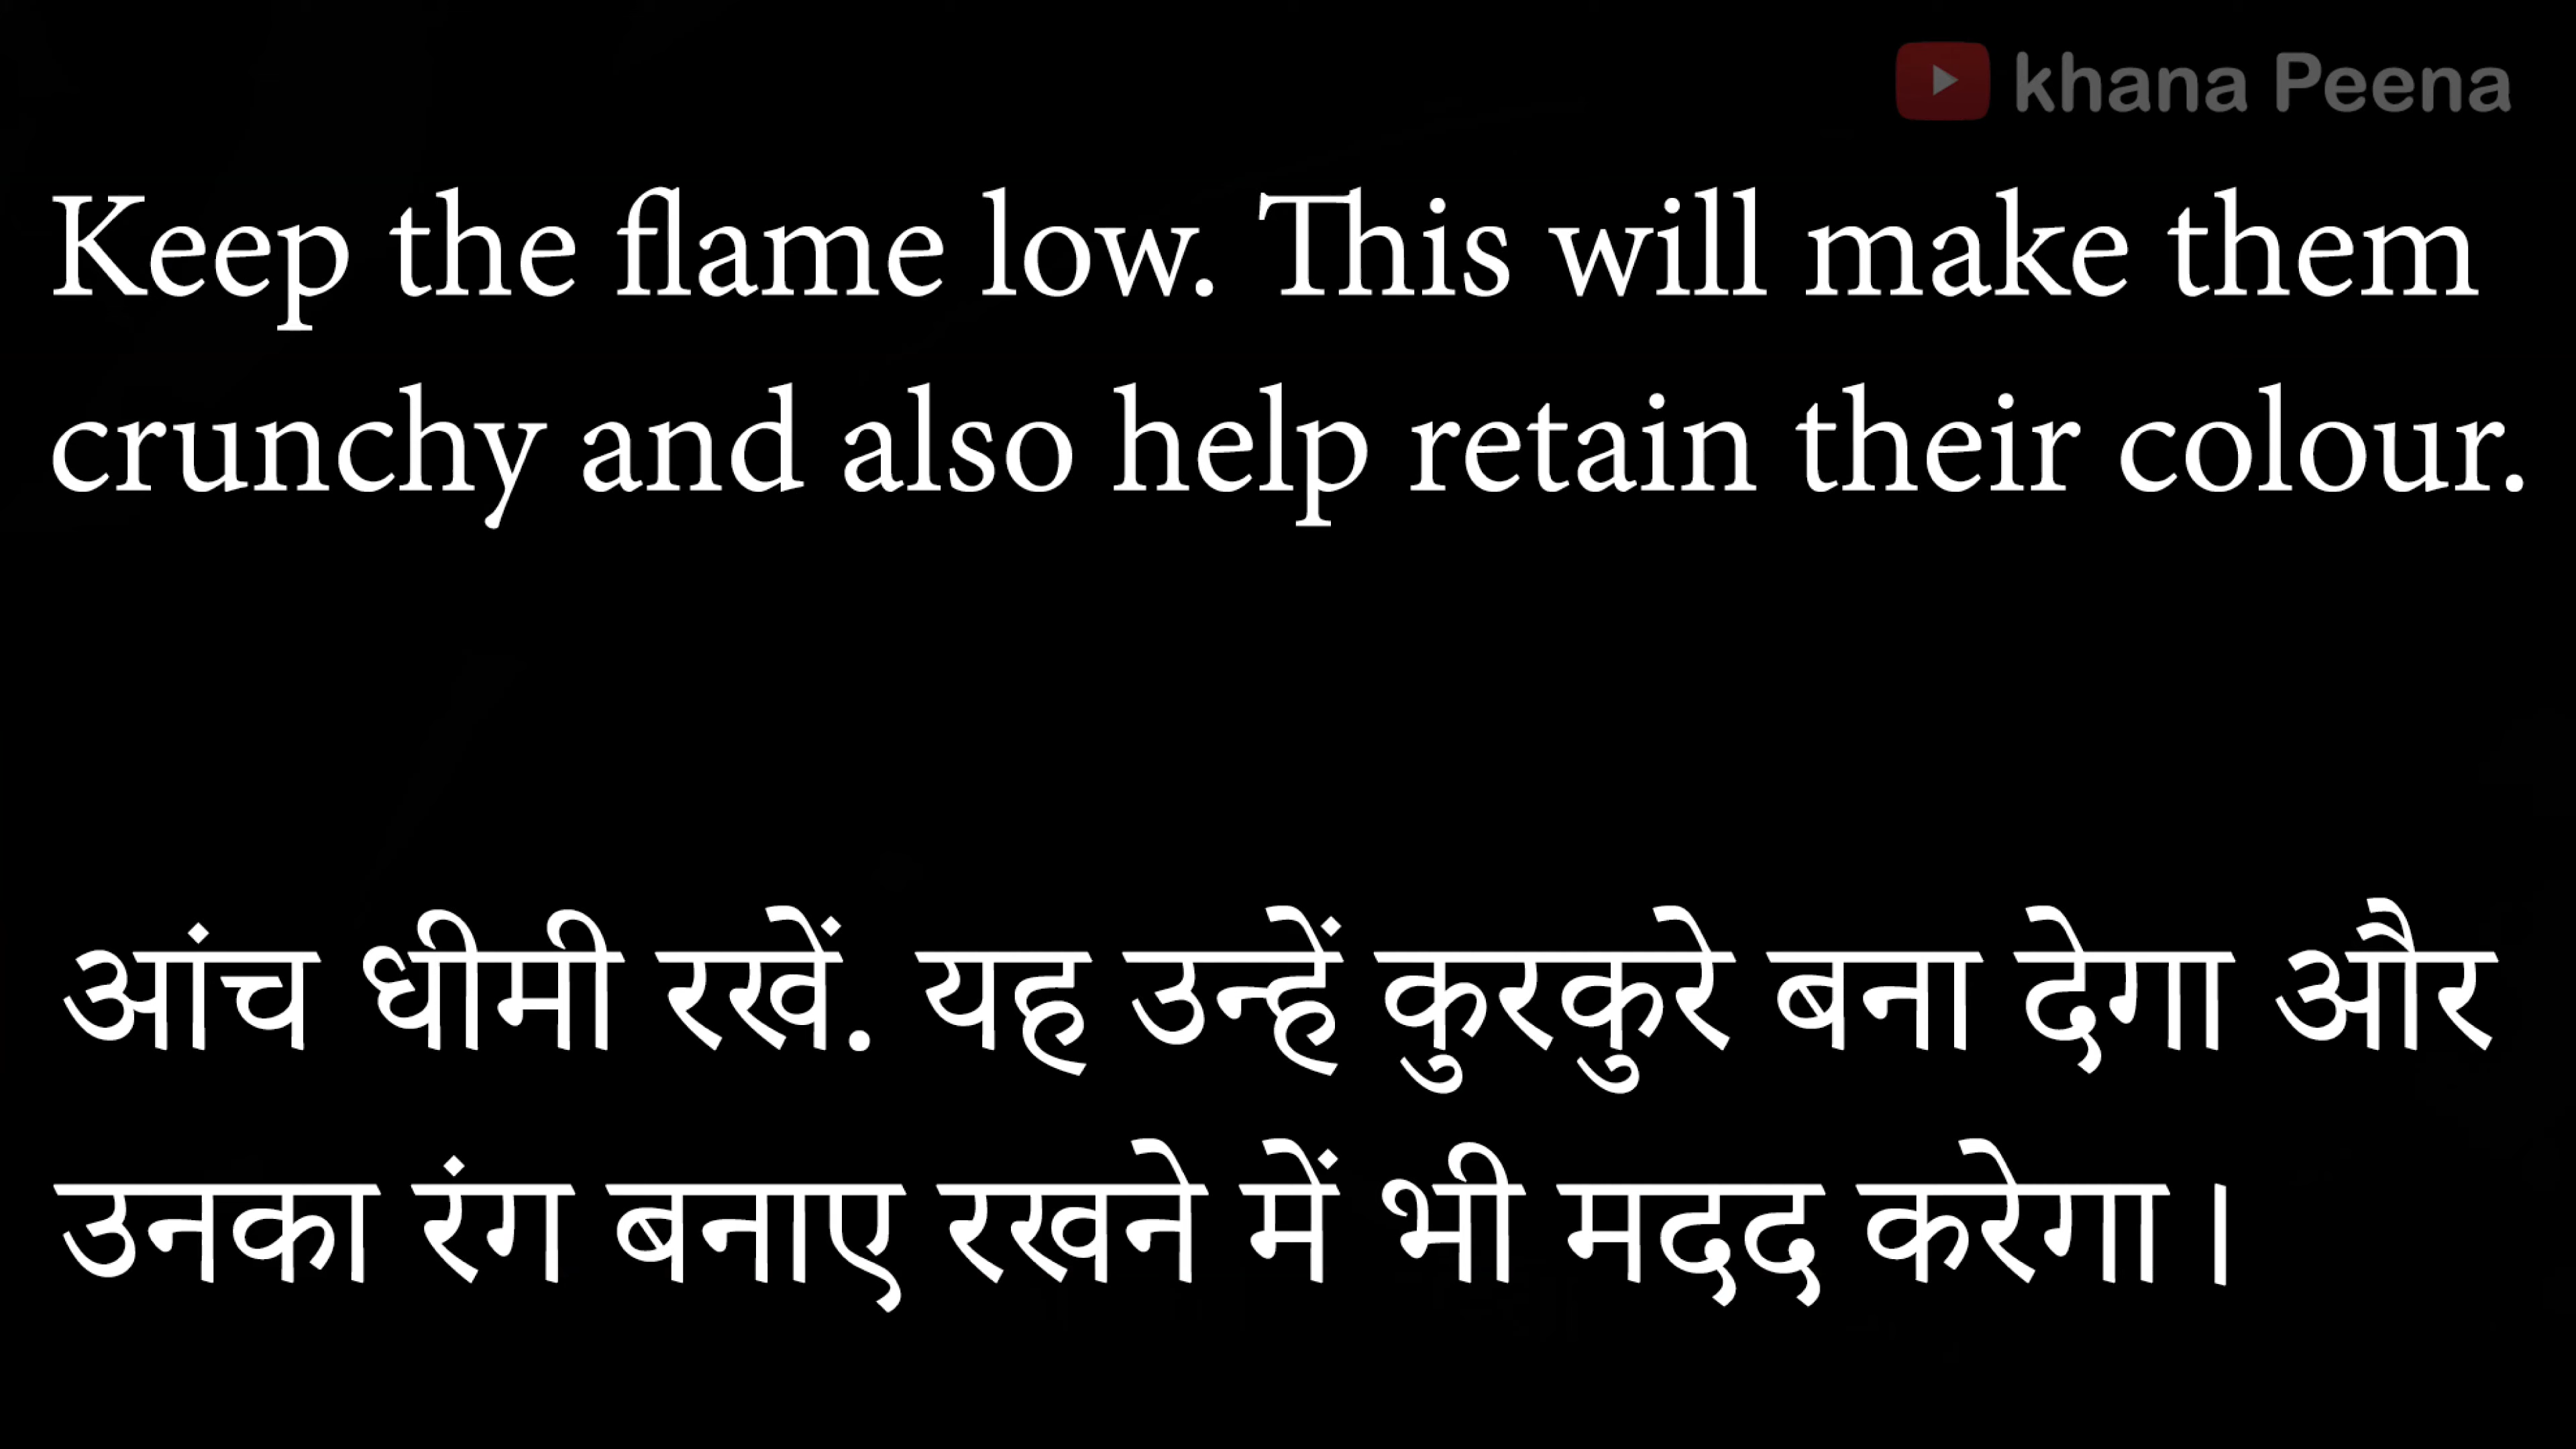 khana Peena
Keep the flame low. This will make them
crunchy and also help retain their colour.
आंच धीमी रखें. यह उन्हें कुरकुरे बना देगा और
उनका रंग बनाए रखने में भी मदद करेगा।